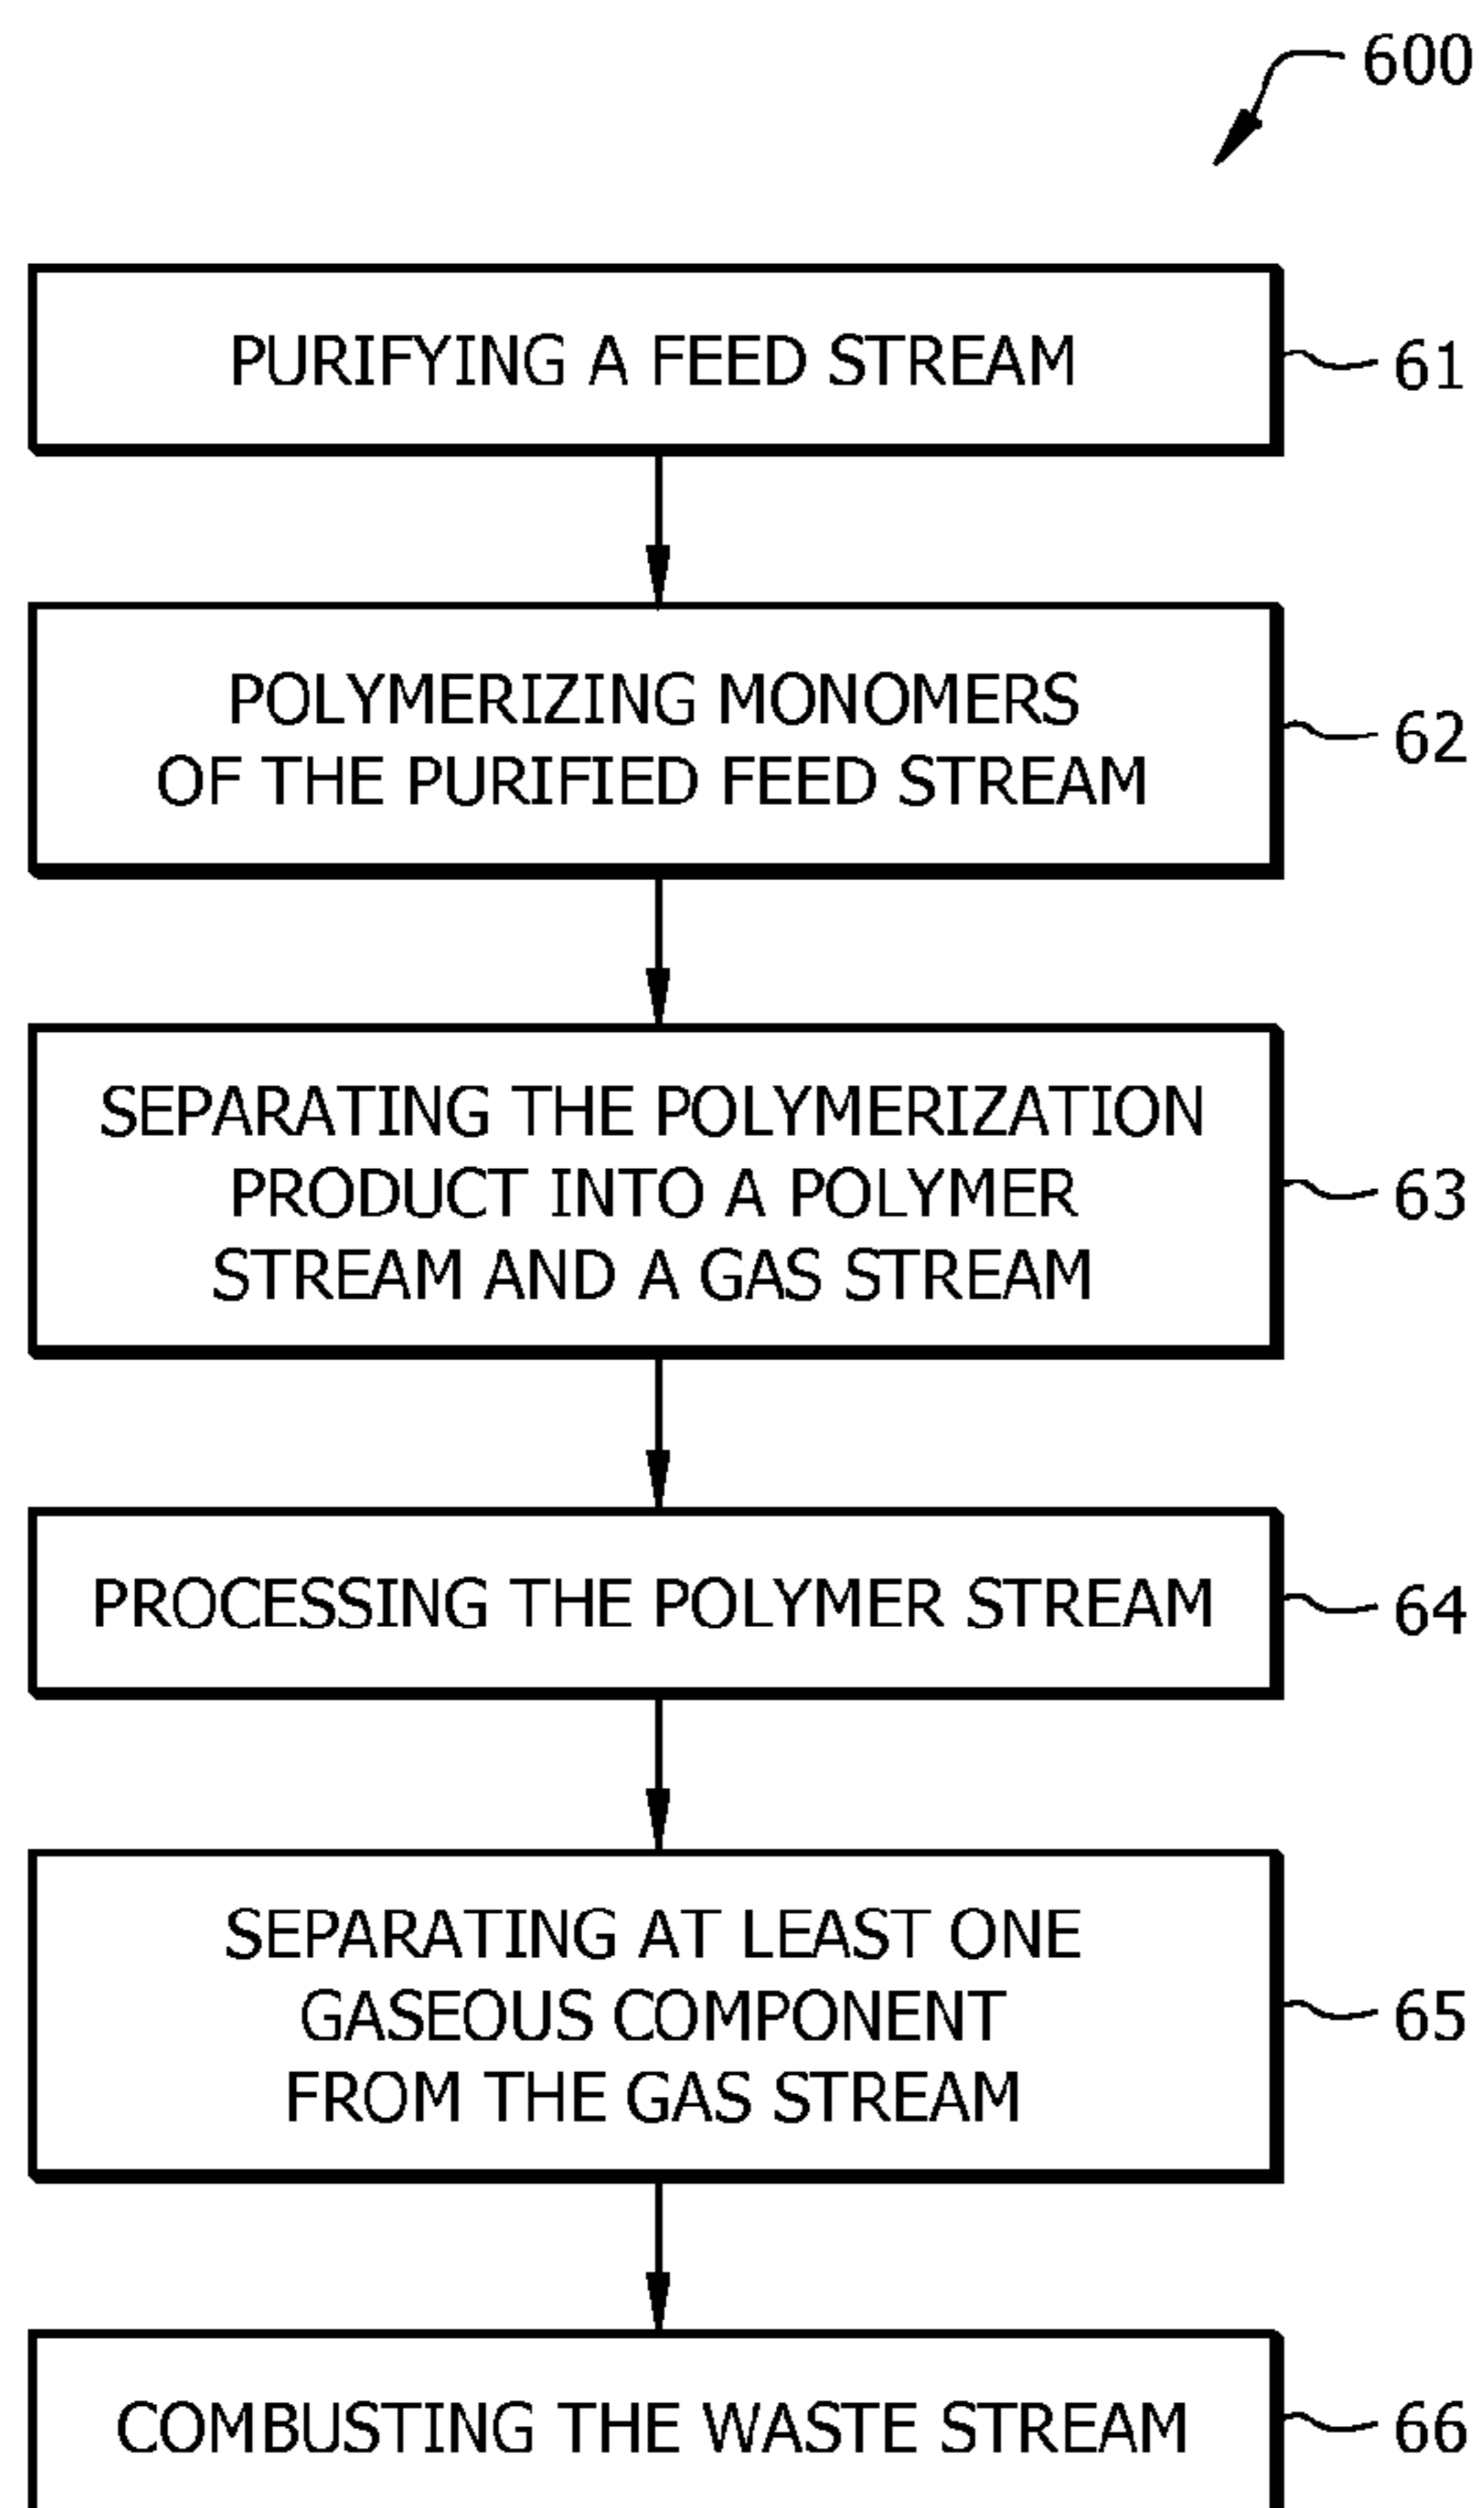 600
PURIFYING A FEED STREAM
61
POLYMERIZING MONOMERS
OF THE PURIFIED FEED STREAM
62
SEPARATING THE POLYMERIZATION
PRODUCT INTO A POLYMER
STREAM AND A GAS STREAM
63
PROCESSING THE POLYMER STREAM
64
SEPARATING AT LEAST ONE
GASEOUS COMPONENT
FROM THE GAS STREAM
65
COMBUSTING THE WASTE STREAM
66